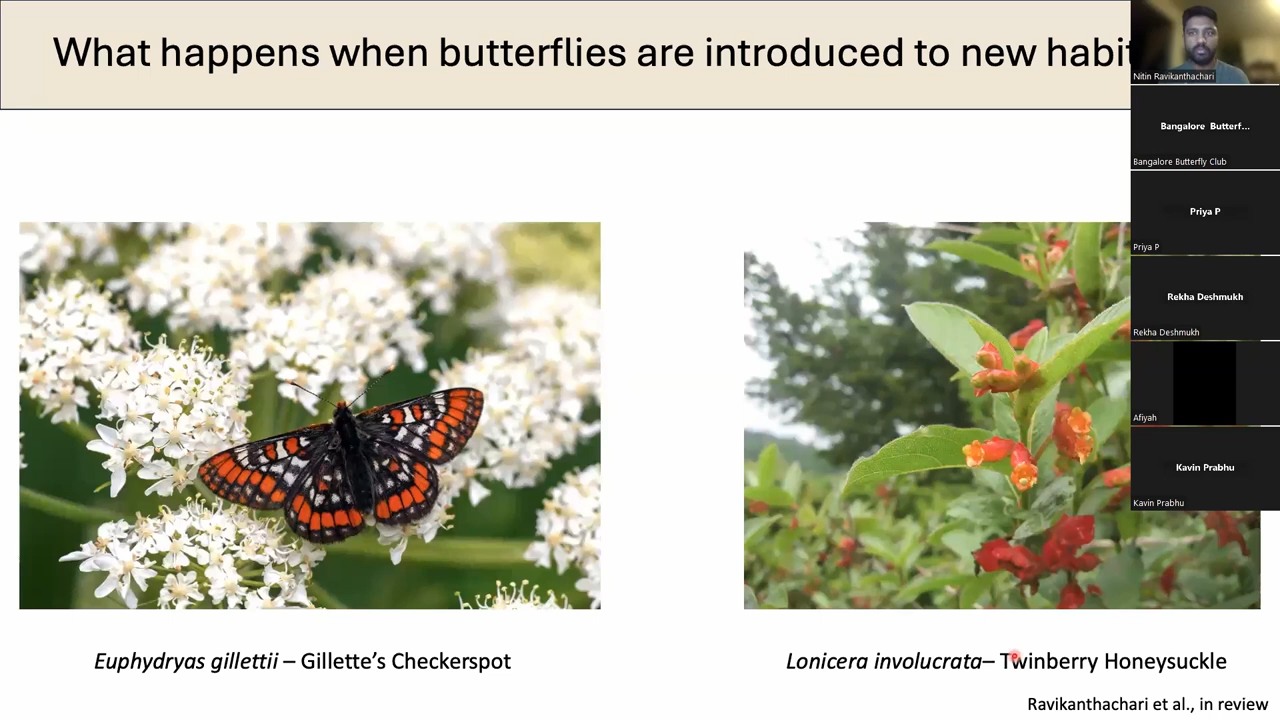 What happens when butterflies are introduced to new habit
Nitin Ravikanthachari
Bangalore Butterf...
Bangalore Butterfly Club
Priya P
Priya P
Rekha Deshmukh
Rekha Deshmukh
Afiyah
Kavin Prabhu
Kavin Prabhu
Euphydryas gillettii – Gillette’s Checkerspot
Lonicera involucrata– Twinberry Honeysuckle
Ravikanthachari et al., in review